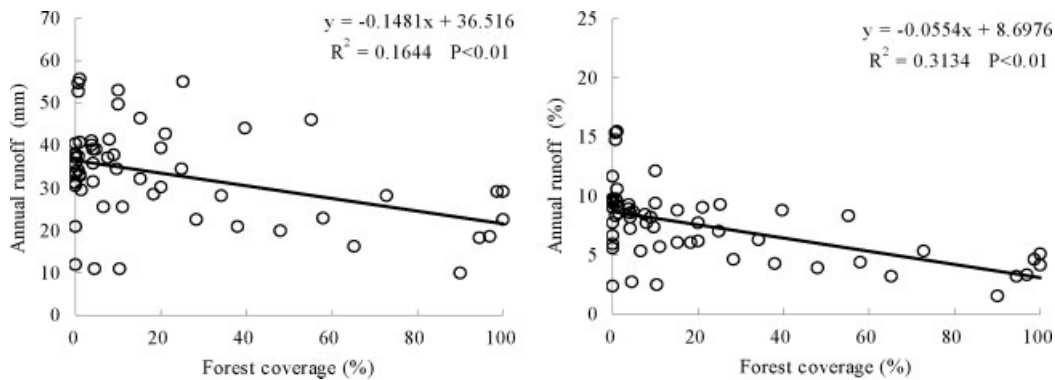 y = -0.1481x + 36.516
R² = 0.1644 P<0.01
70
60
50
40
30
20
10
0
Annual runoff (mm)
0 20 40 60 80 100
Forest coverage (%)
y = -0.0554x + 8.6976
R² = 0.3134 P<0.01
25
20
15
10
5
0
Annual runoff (%)
0 20 40 60 80 100
Forest coverage (%)